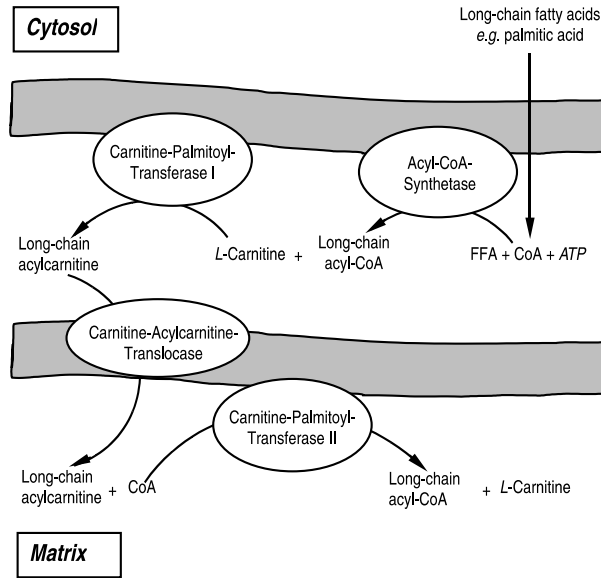 Cytosol
Long-chain fatty acids
e.g. palmitic acid
Carnitine-Palmitoyl-
Transferase I
Acyl-CoA-
Synthetase
Long-chain
acylcarnitine
L-Carnitine +
Long-chain
acyl-CoA
FFA + CoA + ATP
Carnitine-Acylcarnitine-
Translocase
Carnitine-Palmitoyl-
Transferase II
Long-chain
acylcarnitine + CoA
Long-chain
acyl-CoA
+ L-Carnitine
Matrix